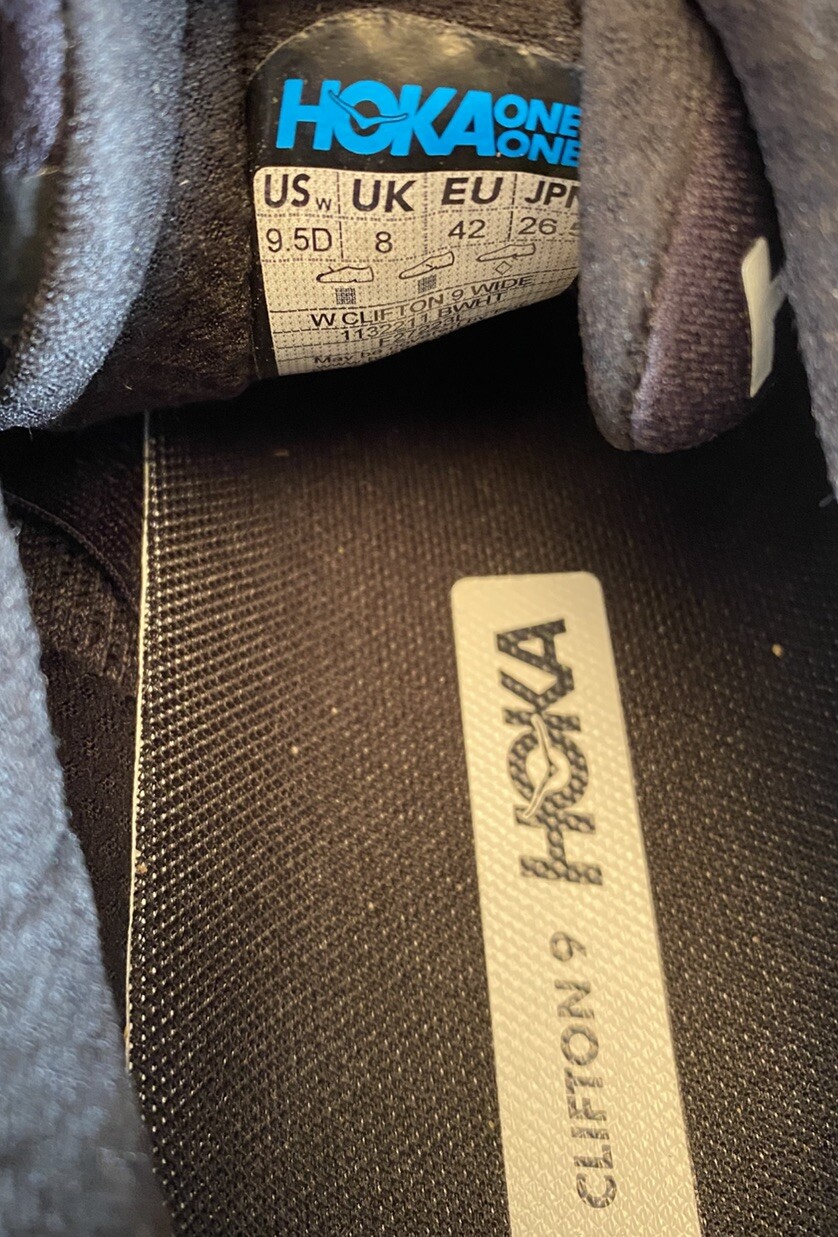 HOKA ONE ONE
US W UK EU JPN
9.5D 8 42 26.5
W CLIFTON 9 WIDE
1132211 BWHT
HOKA
CLIFTON 9